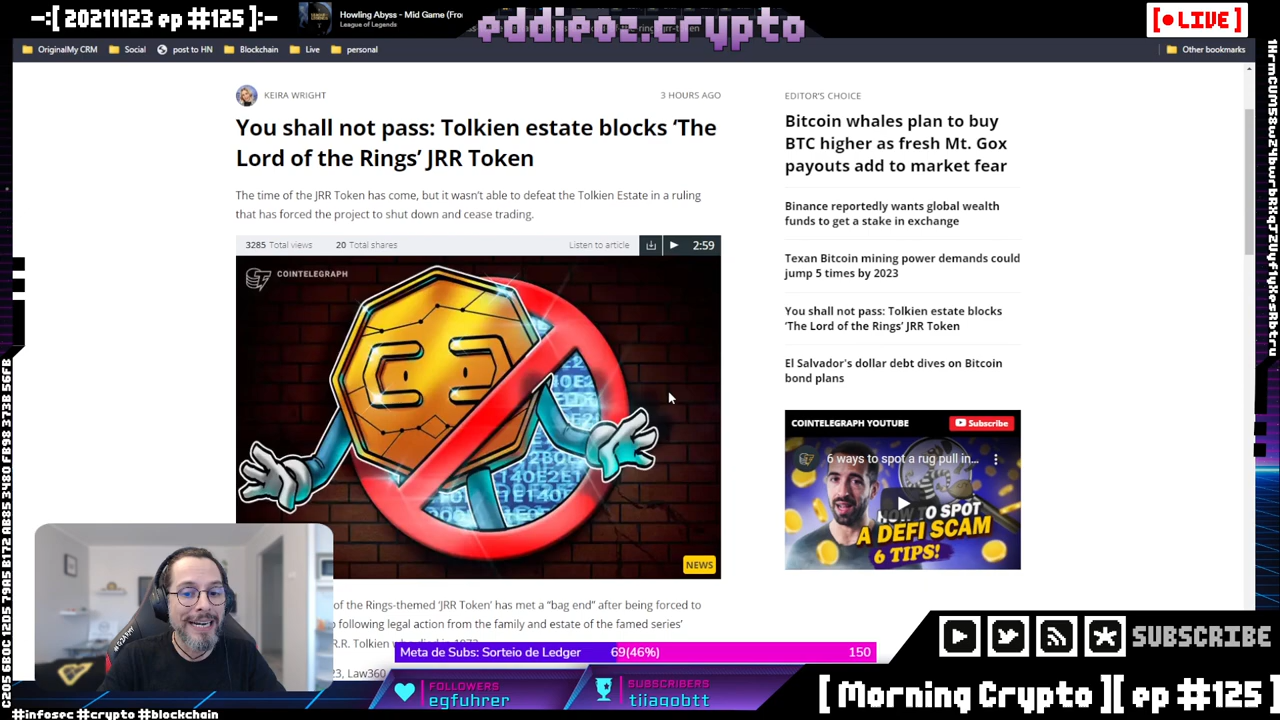 -:[ 20211123 ep #125 ]:-
Howling Abyss - Mid Game (Fro
League of Legends
eddieoz.crypto
[ LIVE ]
OriginalMy CRM
Social
post to HN
Blockchain
Live
personal
Other bookmarks
KEIRA WRIGHT
3 HOURS AGO
You shall not pass: Tolkien estate blocks ‘The
Lord of the Rings’ JRR Token
The time of the JRR Token has come, but it wasn’t able to defeat the Tolkien Estate in a ruling
that has forced the project to shut down and cease trading.
3285 Total views
20 Total shares
Listen to article
2:59
COINTELEGRAPH
NEWS
of the Rings-themed ‘JRR Token’ has met a “bag end” after being forced to
following legal action from the family and estate of the famed series’
EDITOR’S CHOICE
Bitcoin whales plan to buy
BTC higher as fresh Mt. Gox
payouts add to market fear
Binance reportedly wants global wealth
funds to get a stake in exchange
Texan Bitcoin mining power demands could
jump 5 times by 2023
You shall not pass: Tolkien estate blocks
‘The Lord of the Rings’ JRR Token
El Salvador's dollar debt dives on Bitcoin
bond plans
COINTELEGRAPH YOUTUBE
Subscribe
6 ways to spot a rug pull in…
HOW TO SPOT
A DEFI SCAM
6 TIPS!
Meta de Subs: Sorteio de Ledger
69(46%)
150
FOLLOWERS
egfuhrer
SUBSCRIBERS
tiiagobtt
SUBSCRIBE
[ Morning Crypto ][ ep #125 ]
#infosec #crypto #blockchain